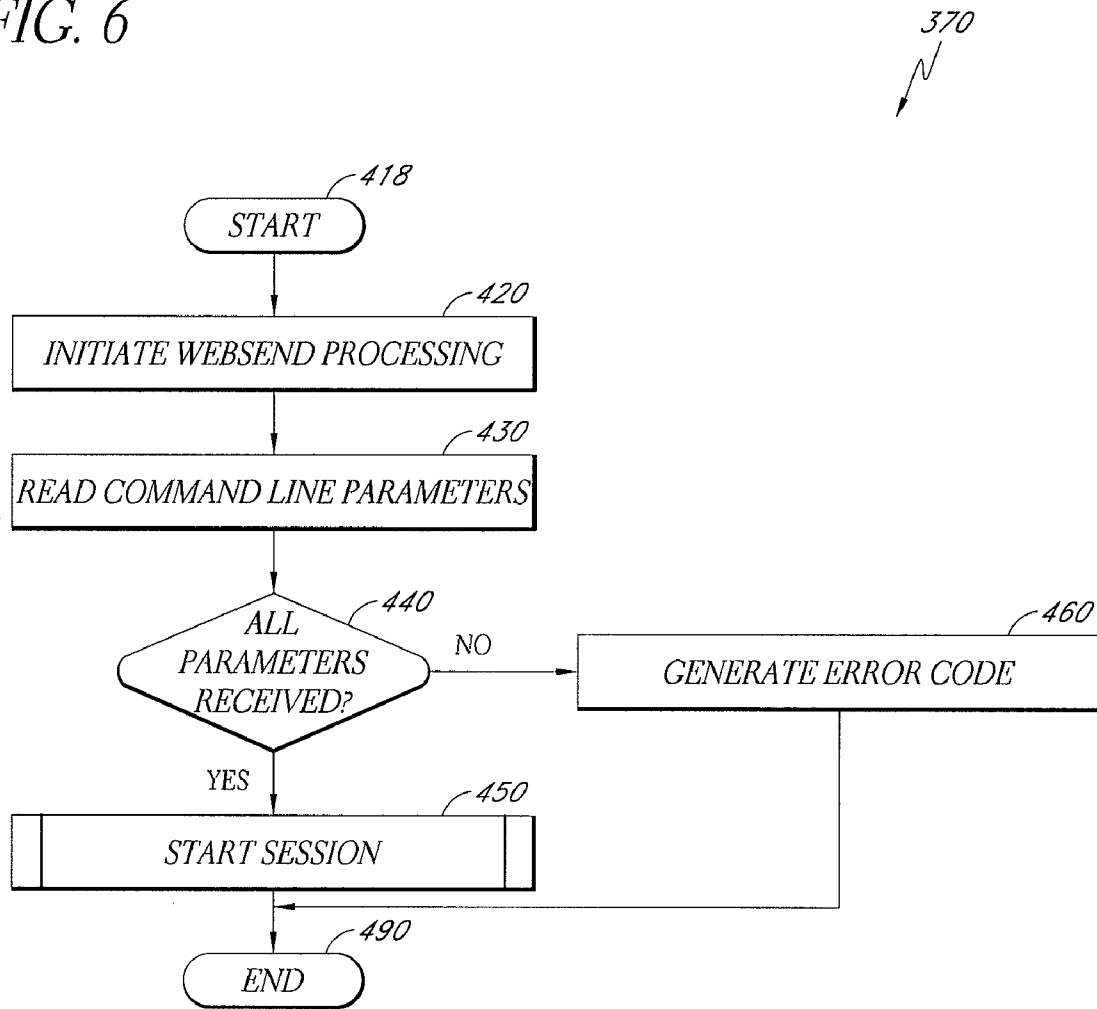 FIG. 6
370
418
START
420
INITIATE WEBSEND PROCESSING
430
READ COMMAND LINE PARAMETERS
440
ALL
PARAMETERS
RECEIVED?
NO
460
GENERATE ERROR CODE
YES
450
START SESSION
490
END